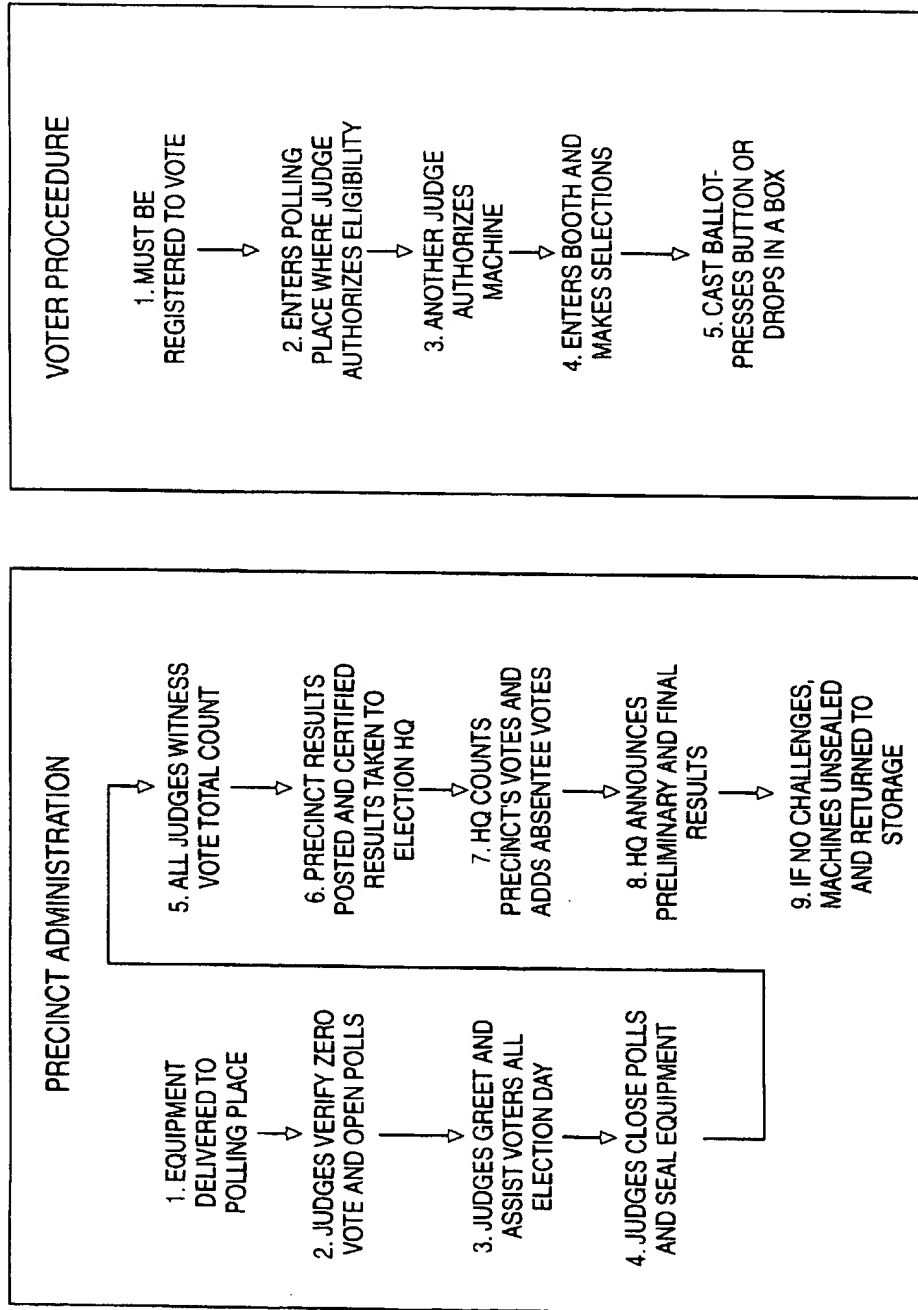 PRECINCT ADMINISTRATION
1. EQUIPMENT
DELIVERED TO
POLLING PLACE
2. JUDGES VERIFY ZERO
VOTE AND OPEN POLLS
3. JUDGES GREET AND
ASSIST VOTERS ALL
ELECTION DAY
4. JUDGES CLOSE POLLS
AND SEAL EQUIPMENT
5. ALL JUDGES WITNESS
VOTE TOTAL COUNT
6. PRECINCT RESULTS
POSTED AND CERTIFIED
RESULTS TAKEN TO
ELECTION HQ
7. HQ COUNTS
PRECINCT'S VOTES AND
ADDS ABSENTEE VOTES
8. HQ ANNOUNCES
PRELIMINARY AND FINAL
RESULTS
9. IF NO CHALLENGES,
MACHINES UNSEALED
AND RETURNED TO
STORAGE
VOTER PROCEEDURE
1. MUST BE
REGISTERED TO VOTE
2. ENTERS POLLING
PLACE WHERE JUDGE
AUTHORIZES ELIGIBILITY
3. ANOTHER JUDGE
AUTHORIZES
MACHINE
4. ENTERS BOTH AND
MAKES SELECTIONS
5. CAST BALLOT-
PRESSES BUTTON OR
DROPS IN A BOX